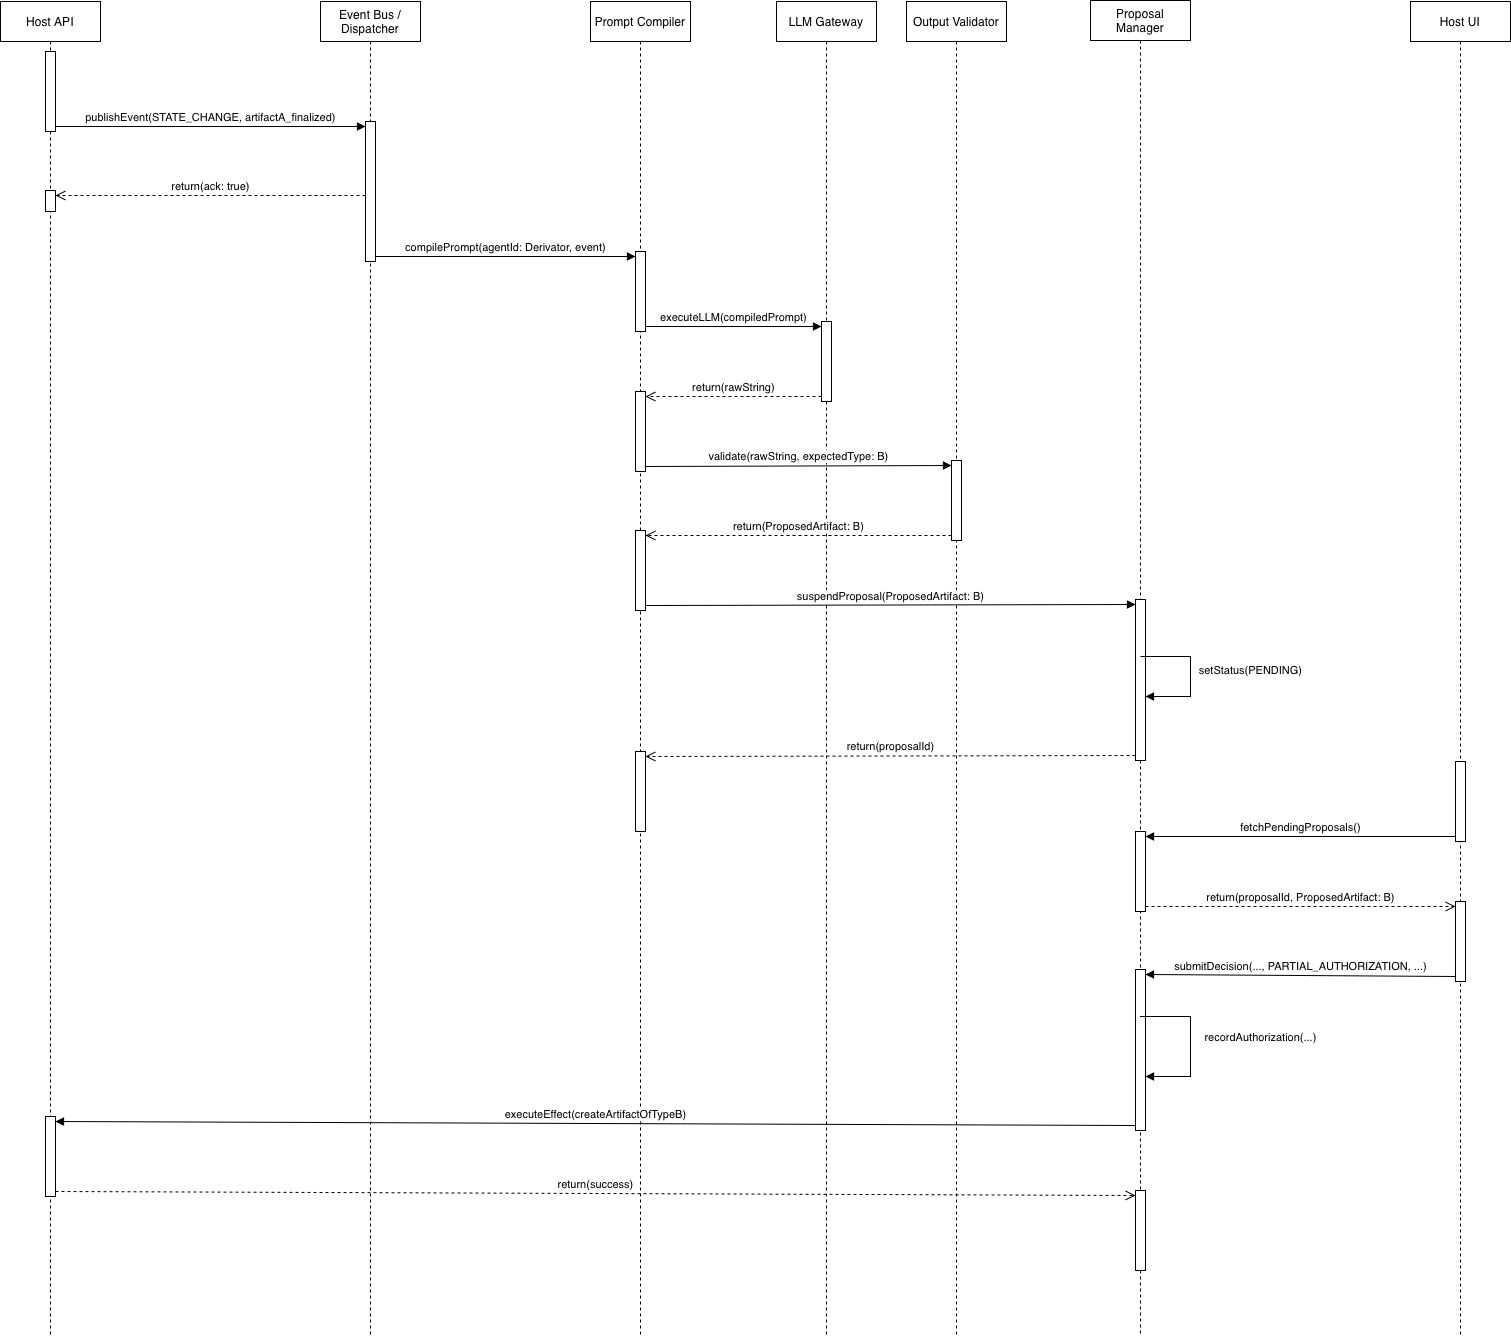 Host API
Event Bus /
Dispatcher
Prompt Compiler
LLM Gateway
Output Validator
Proposal
Manager
Host UI
publishEvent(STATE_CHANGE, artifactA_finalized)
return(ack: true)
compilePrompt(agentId: Derivator, event)
executeLLM(compiledPrompt)
return(rawString)
validate(rawString, expectedType: B)
return(ProposedArtifact: B)
suspendProposal(ProposedArtifact: B)
setStatus(PENDING)
return(proposalId)
fetchPendingProposals()
return(proposalId, ProposedArtifact: B)
submitDecision(..., PARTIAL_AUTHORIZATION, ...)
recordAuthorization(...)
executeEffect(createArtifactOfTypeB)
return(success)